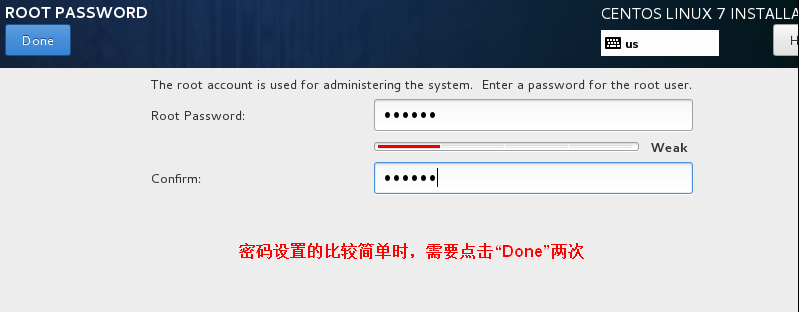 ROOT PASSWORD
CENTOS LINUX 7 INSTALLA
Done
us
H
The root account is used for administering the system.  Enter a password for the root user.
Root Password:
••••••
Weak
Confirm:
••••••
密码设置的比较简单时，需要点击“Done”两次